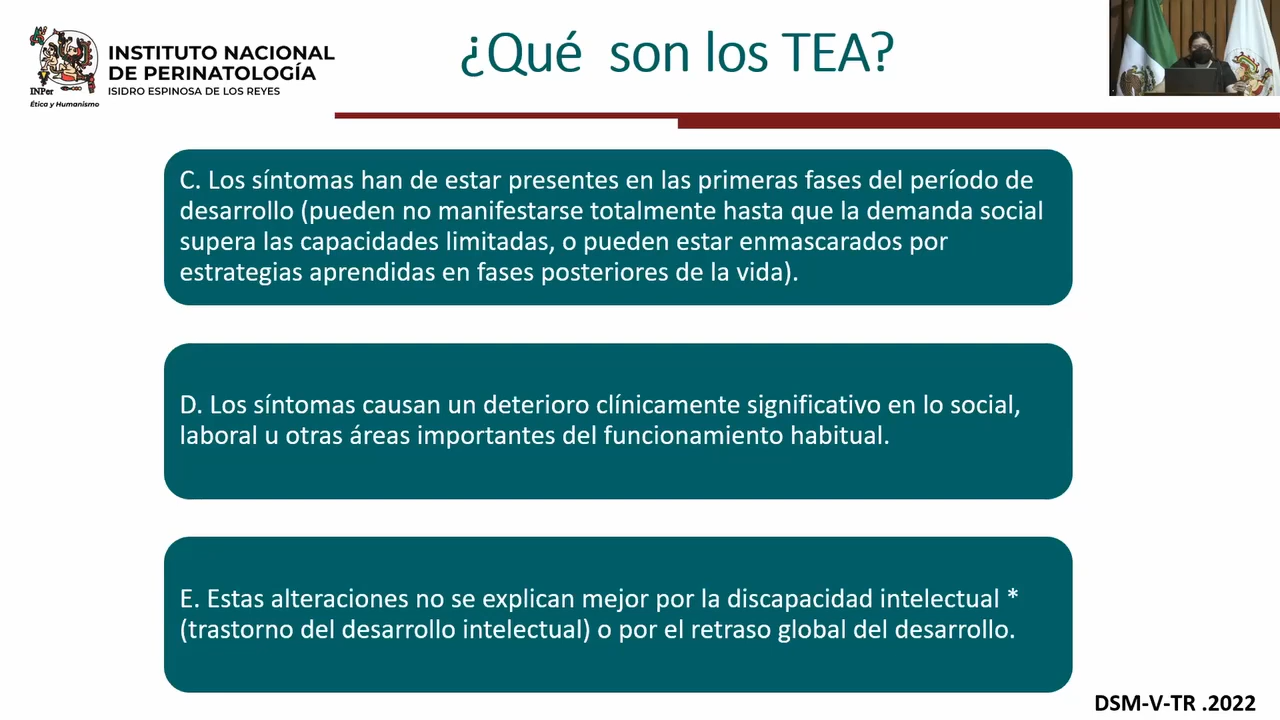 INSTITUTO NACIONAL
DE PERINATOLOGÍA
ISIDRO ESPINOSA DE LOS REYES
INPer
Ética y Humanismo
¿Qué son los TEA?
C. Los síntomas han de estar presentes en las primeras fases del período de
desarrollo (pueden no manifestarse totalmente hasta que la demanda social
supera las capacidades limitadas, o pueden estar enmascarados por
estrategias aprendidas en fases posteriores de la vida).
D. Los síntomas causan un deterioro clínicamente significativo en lo social,
laboral u otras áreas importantes del funcionamiento habitual.
E. Estas alteraciones no se explican mejor por la discapacidad intelectual *
(trastorno del desarrollo intelectual) o por el retraso global del desarrollo.
DSM-V-TR .2022